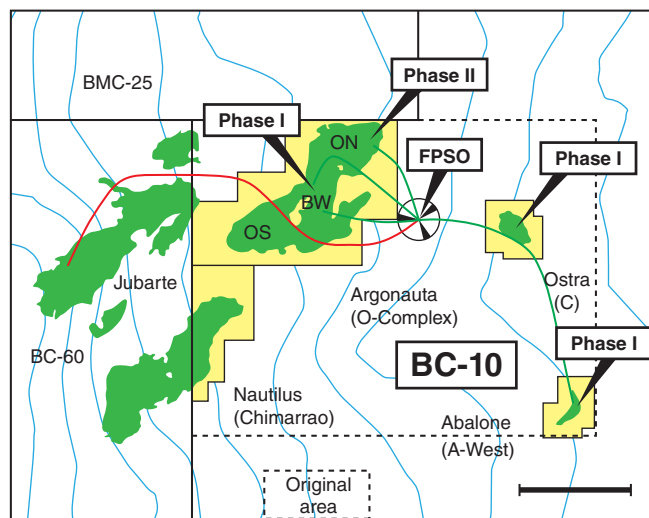 BMC-25
Phase II
Phase I
ON
FPSO
Phase I
BW
OS
Jubarte
Ostra
(C)
Argonauta
(O-Complex)
BC-60
BC-10
Phase I
Nautilus
(Chimarrao)
Abalone
(A-West)
Original
area